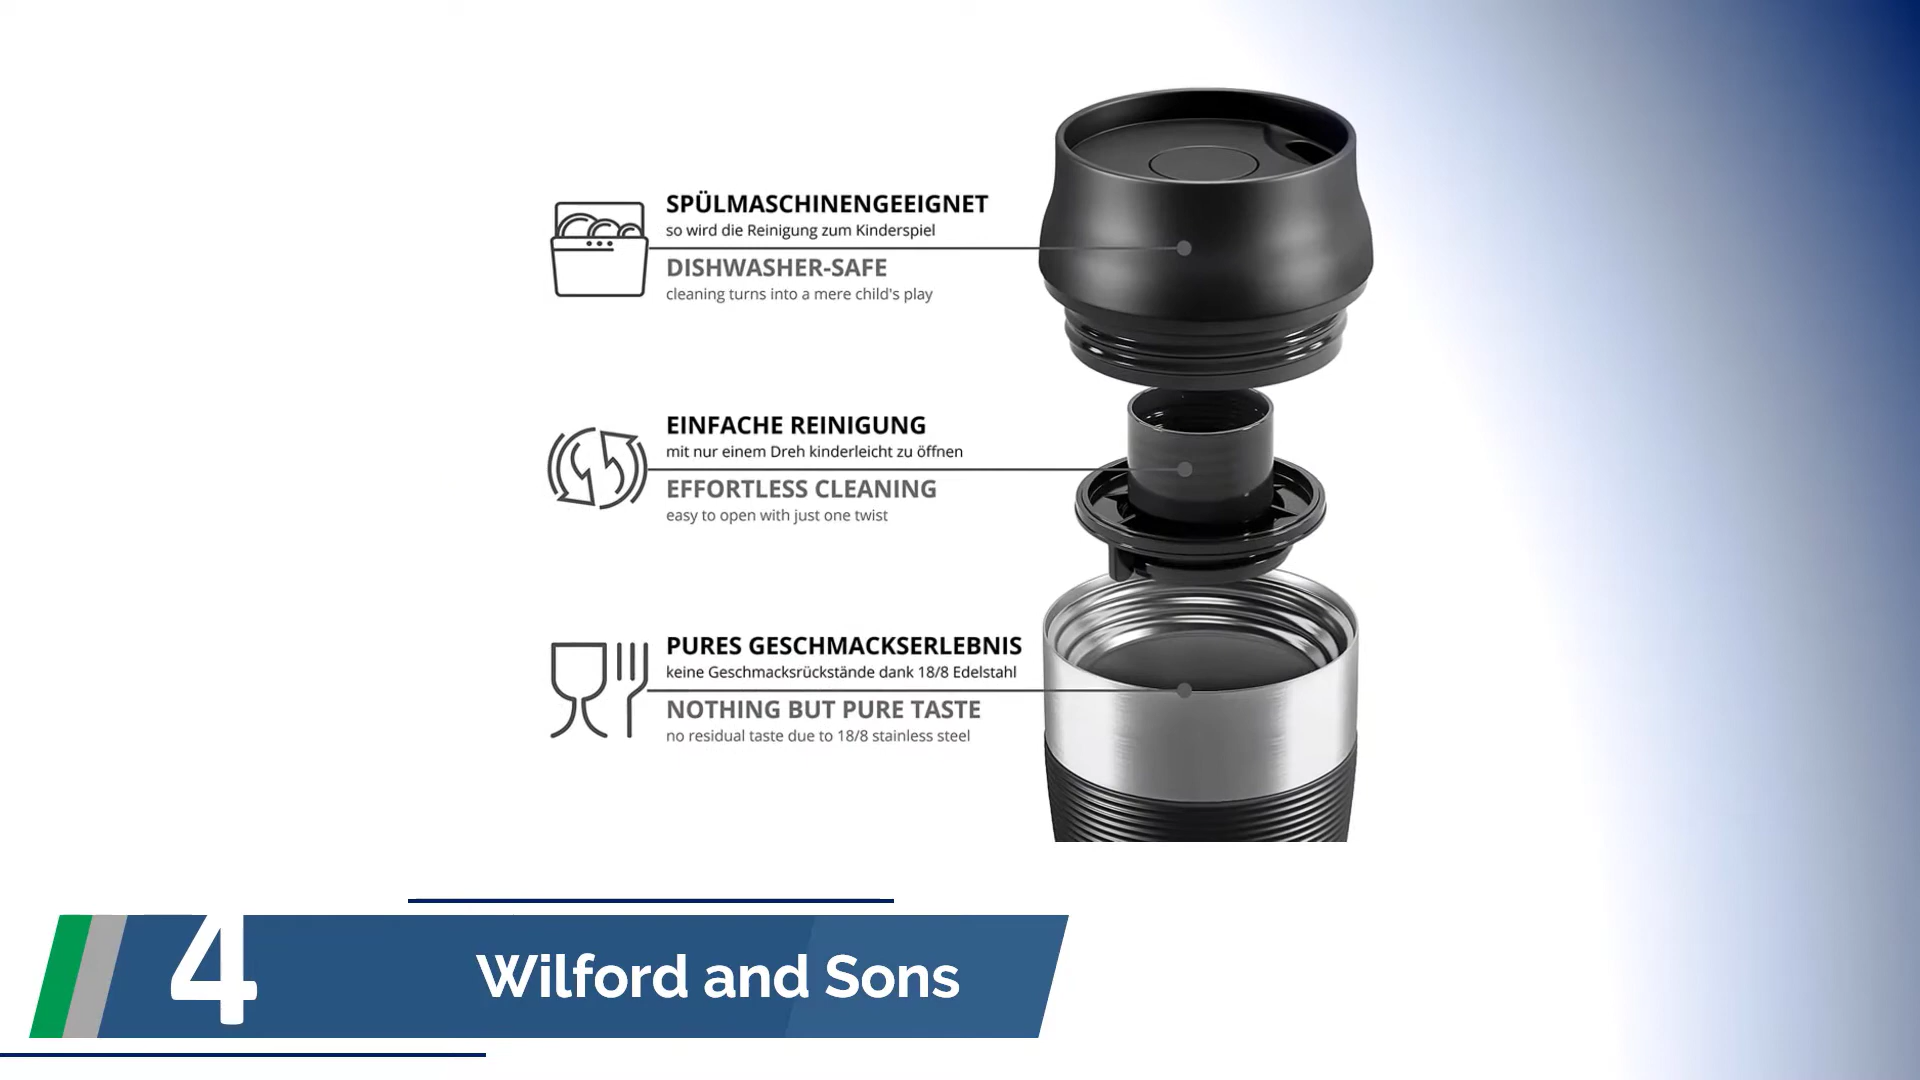 SPÜLMASCHINENGEEIGNET
so wird die Reinigung zum Kinderspiel
DISHWASHER-SAFE
cleaning turns into a mere child's play
EINFACHE REINIGUNG
mit nur einem Dreh kinderleicht zu öffnen
EFFORTLESS CLEANING
easy to open with just one twist
PURES GESCHMACKSERLEBNIS
keine Geschmacksrückstände dank 18/8 Edelstahl
NOTHING BUT PURE TASTE
no residual taste due to 18/8 stainless steel
4
Wilford and Sons